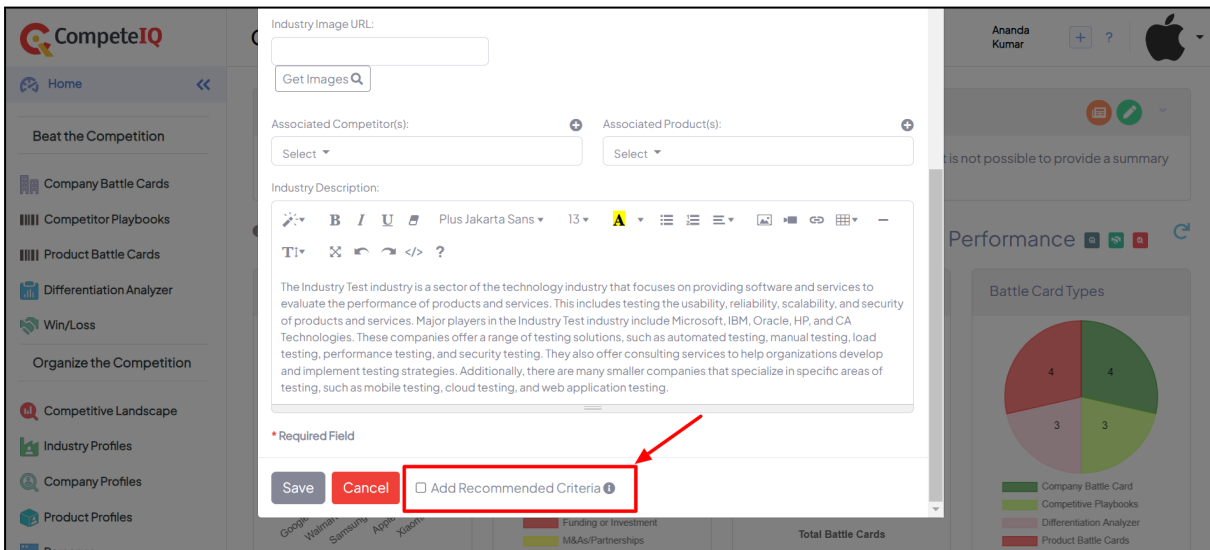 CompeteIQ
Home
Beat the Competition
Company Battle Cards
Competitor Playbooks
Product Battle Cards
Differentiation Analyzer
Win/Loss
Organize the Competition
Competitive Landscape
Industry Profiles
Company Profiles
Product Profiles
Industry Image URL:
Get Images
Associated Competitor(s):
Associated Product(s):
Select
Select
Industry Description:
B I U Plus Jakarta Sans 13 A
T </> ?
The Industry Test industry is a sector of the technology industry that focuses on providing software and services to
evaluate the performance of products and services. This includes testing the usability, reliability, scalability, and security
of products and services. Major players in the Industry Test industry include Microsoft, IBM, Oracle, HP, and CA
Technologies. These companies offer a range of testing solutions, such as automated testing, manual testing, load
testing, performance testing, and security testing. They also offer consulting services to help organizations develop
and implement testing strategies. Additionally, there are many smaller companies that specialize in specific areas of
testing, such as mobile testing, cloud testing, and web application testing.
* Required Field
Save
Cancel
Add Recommended Criteria
Ananda
Kumar
+ ?
is not possible to provide a summary
Performance
Battle Card Types
4
4
3
3
Company Battle Card
Competitive Playbooks
Differentiation Analyzer
Product Battle Cards
Google
Walmart
Samsung
Apple
Xiaomi
Funding or Investment
M&As/Partnerships
Total Battle Cards